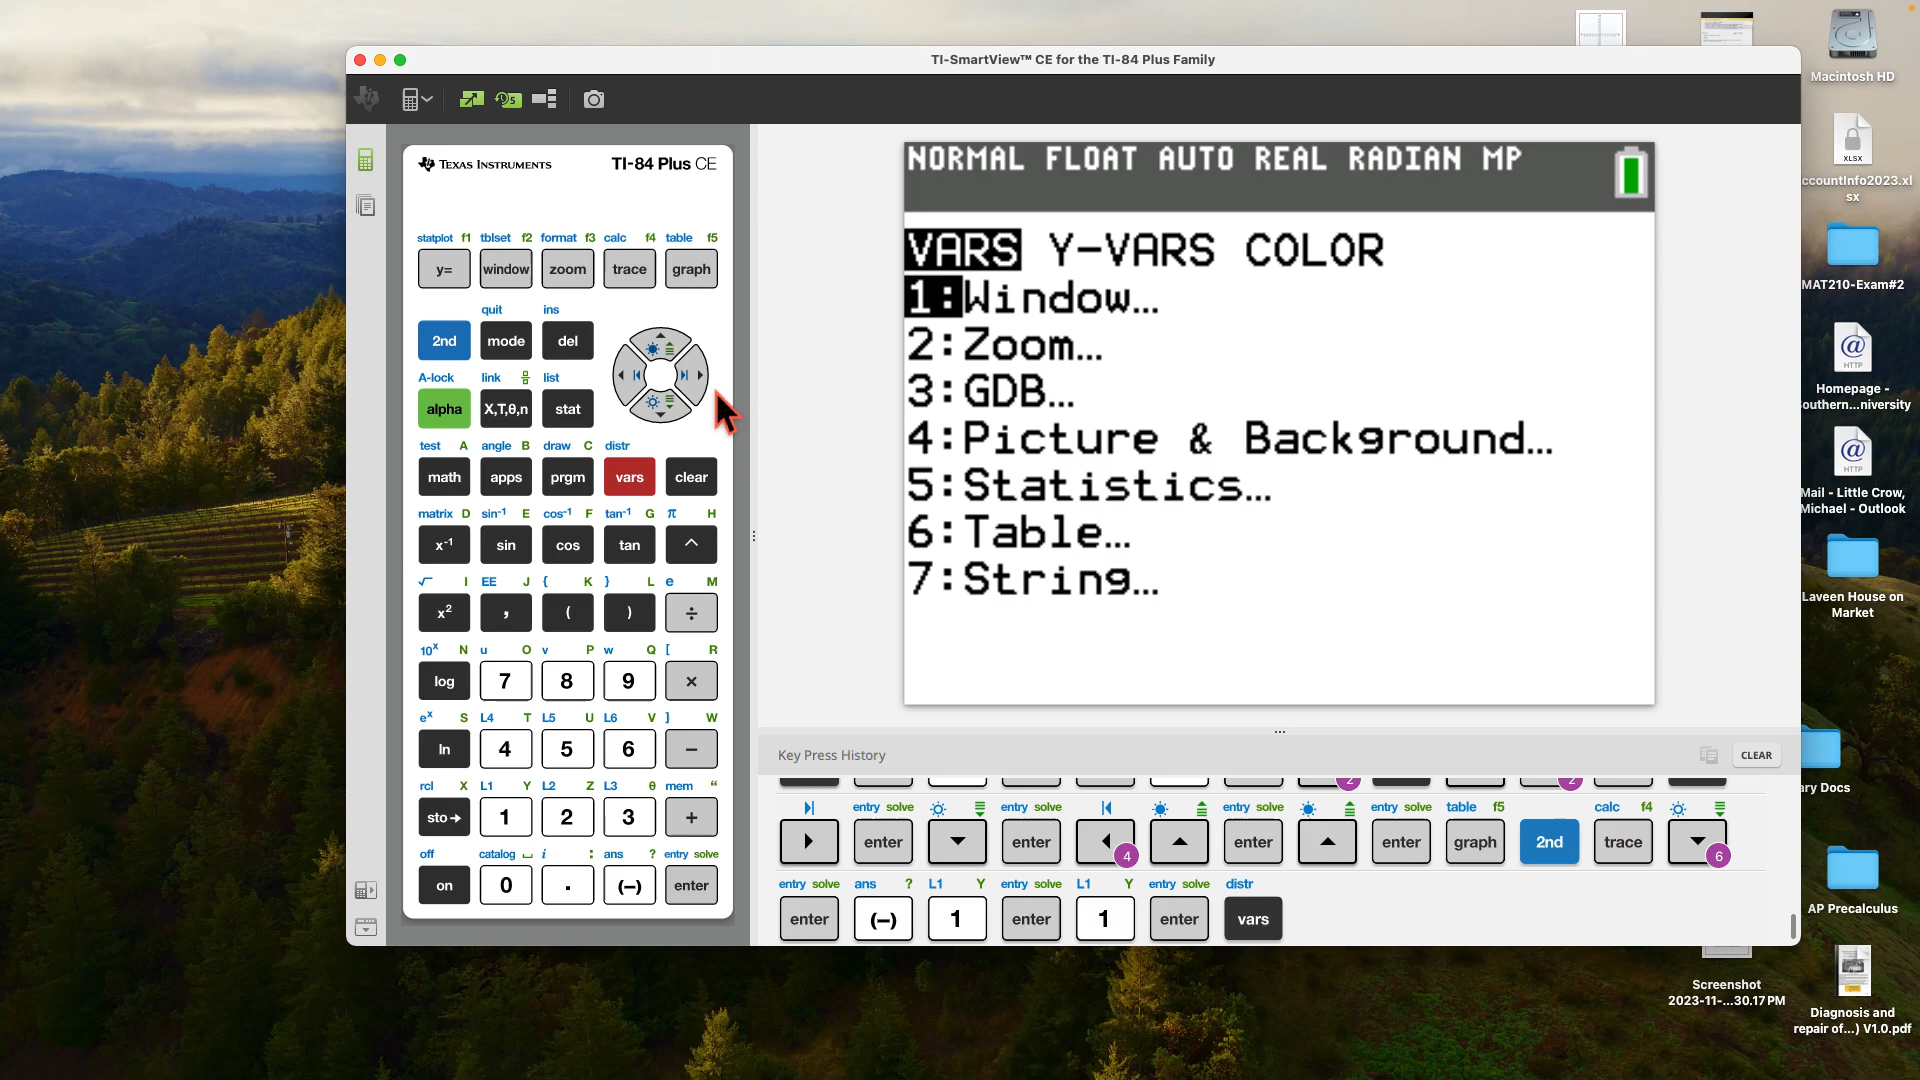 TI-SmartView™ CE for the TI-84 Plus Family
TEXAS INSTRUMENTS TI-84 Plus CE
statplot f1 tblset f2 format f3 calc f4 table f5
y= window zoom trace graph
quit ins
2nd mode del
A-lock link list
alpha X,T,θ,n stat
test A angle B draw C distr
math apps prgm vars clear
matrix D sin-1 E cos-1 F tan-1 G π H
x-1 sin cos tan ^
√ I EE J { K } L e M
x2 , ( ) ÷
10x N u O v P w Q [ R
log 7 8 9 ×
ex S L4 T L5 U L6 V ] W
ln 4 5 6 −
rcl X L1 Y L2 Z L3 θ mem “
sto→ 1 2 3 +
off catalog i : ans ? entry solve
on 0 . (–) enter
NORMAL FLOAT AUTO REAL RADIAN MP
VARS Y-VARS COLOR
1:Window…
2:Zoom…
3:GDB…
4:Picture & Background…
5:Statistics…
6:Table…
7:String…
Key Press History
CLEAR
2 2
entry solve entry solve entry solve entry solve table f5 calc f4
enter enter 4 enter enter graph 2nd trace 6
entry solve ans ? L1 Y entry solve L1 Y entry solve distr
enter (–) 1 enter 1 enter vars
Macintosh HD
XLSX
ccountInfo2023.xl
sx
MAT210-Exam#2
HTTP
Homepage -
outhern...niversity
HTTP
Mail - Little Crow,
Michael - Outlook
Laveen House on
Market
ary Docs
AP Precalculus
Screenshot
2023-11-...30.17 PM
Diagnosis and
repair of...) V1.0.pdf